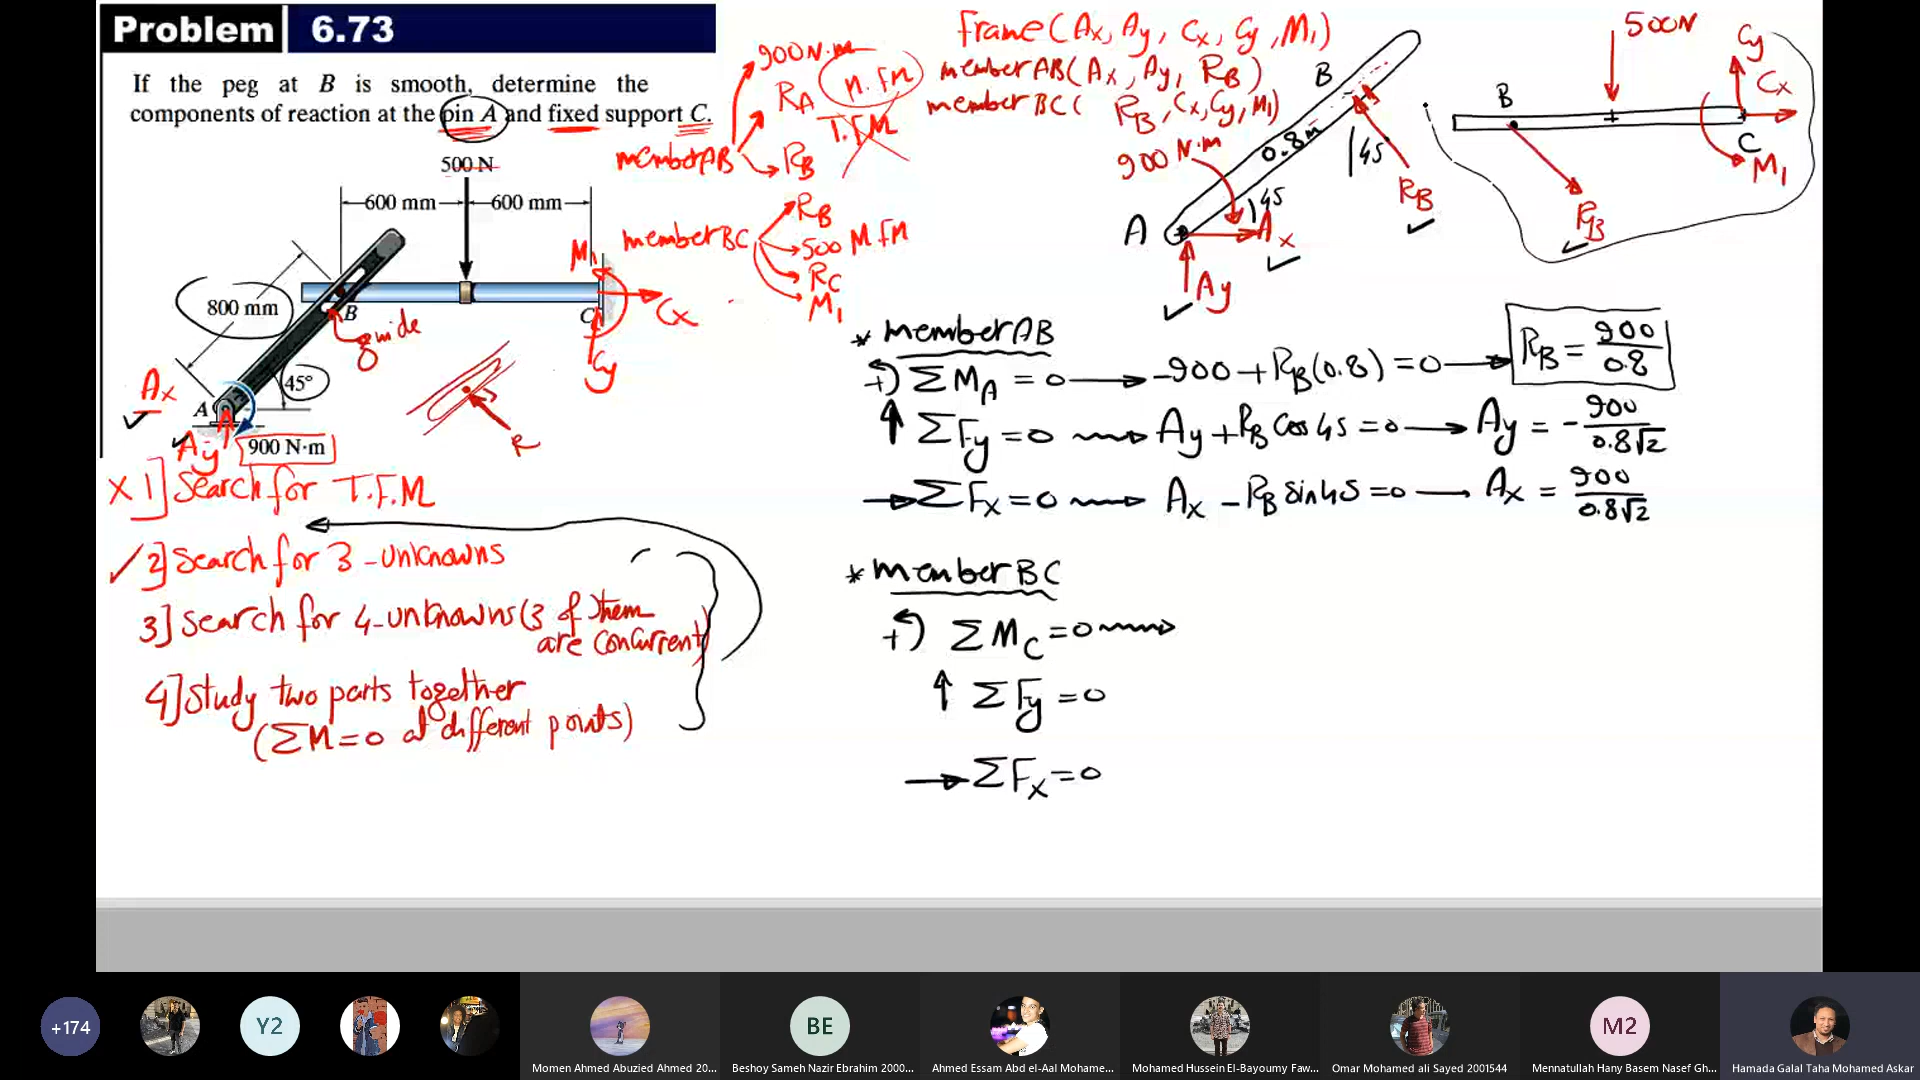 Problem 6.73
If the peg at B is smooth, determine the
components of reaction at the pin A and fixed support C.
500 N
600 mm
600 mm
800 mm
B
C
45°
A
900 N·m
Ax
Ay
guide
R
M1
Cx
Cy
900 N.m
RA
RB
member AB
T.F.M
member BC
RB
500
M.f.M
RC
M1
Frame (Ax, Ay, Cx, Cy, M1)
member AB (Ax, Ay, RB)
member BC ( RB, Cx, Cy, M1)
900 N.m
0.8m
B
45
45
RB
A
Ax
Ay
500N
B
Cy
Cx
C
M1
RB
x 1] Search for T.F.M
✓ 2] Search for 3-unknowns
3] Search for 4-unknowns (3 of them
are concurrent)
4] Study two parts together
(ΣM=0 at different points)
* member AB
+) ΣMA = 0 → -900 + RB(0.8) = 0 → RB = 900/0.8
↑ ΣFy = 0 → Ay + RB cos 45 = 0 → Ay = -900/0.8√2
→ ΣFx = 0 → Ax - RB sin 45 = 0 → Ax = 900/0.8√2
* member BC
+) ΣMC = 0 →
↑ ΣFy = 0
→ ΣFx = 0
+174
Y2
BE
M2
Momen Ahmed Abuzied Ahmed 20...
Beshoy Sameh Nazir Ebrahim 2000...
Ahmed Essam Abd el-Aal Mohame...
Mohamed Hussein El-Bayoumy Faw...
Omar Mohamed ali Sayed 2001544
Mennatullah Hany Basem Nasef Gh...
Hamada Galal Taha Mohamed Askar